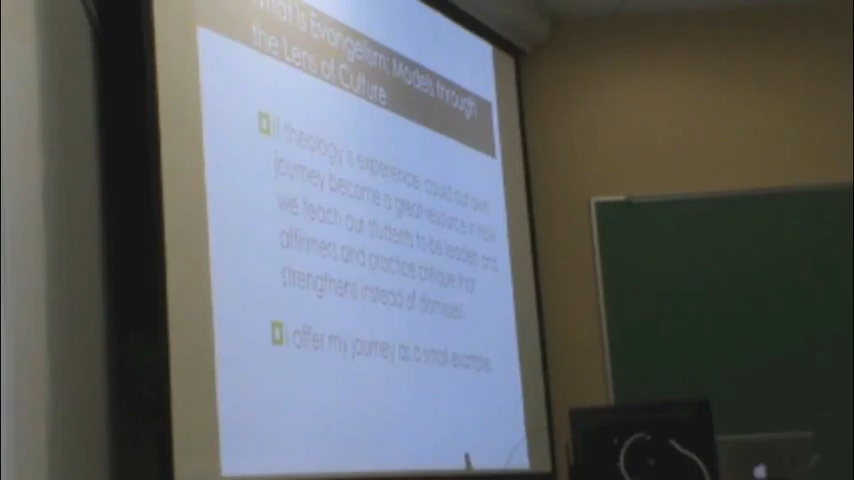 What is Evangelism: Models through
the Lens of Culture
If theology is experience, could our own
journey become a great resource in how
we teach our students to be leaders and
affirmers and practice critique that
strengthens instead of dismisses
I offer my journey as a small example.